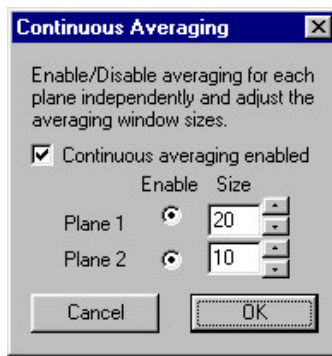 Continuous Averaging
Enable/Disable averaging for each
plane independently and adjust the
averaging window sizes.
Continuous averaging enabled
Enable Size
Plane 1 20
Plane 2 10
Cancel OK